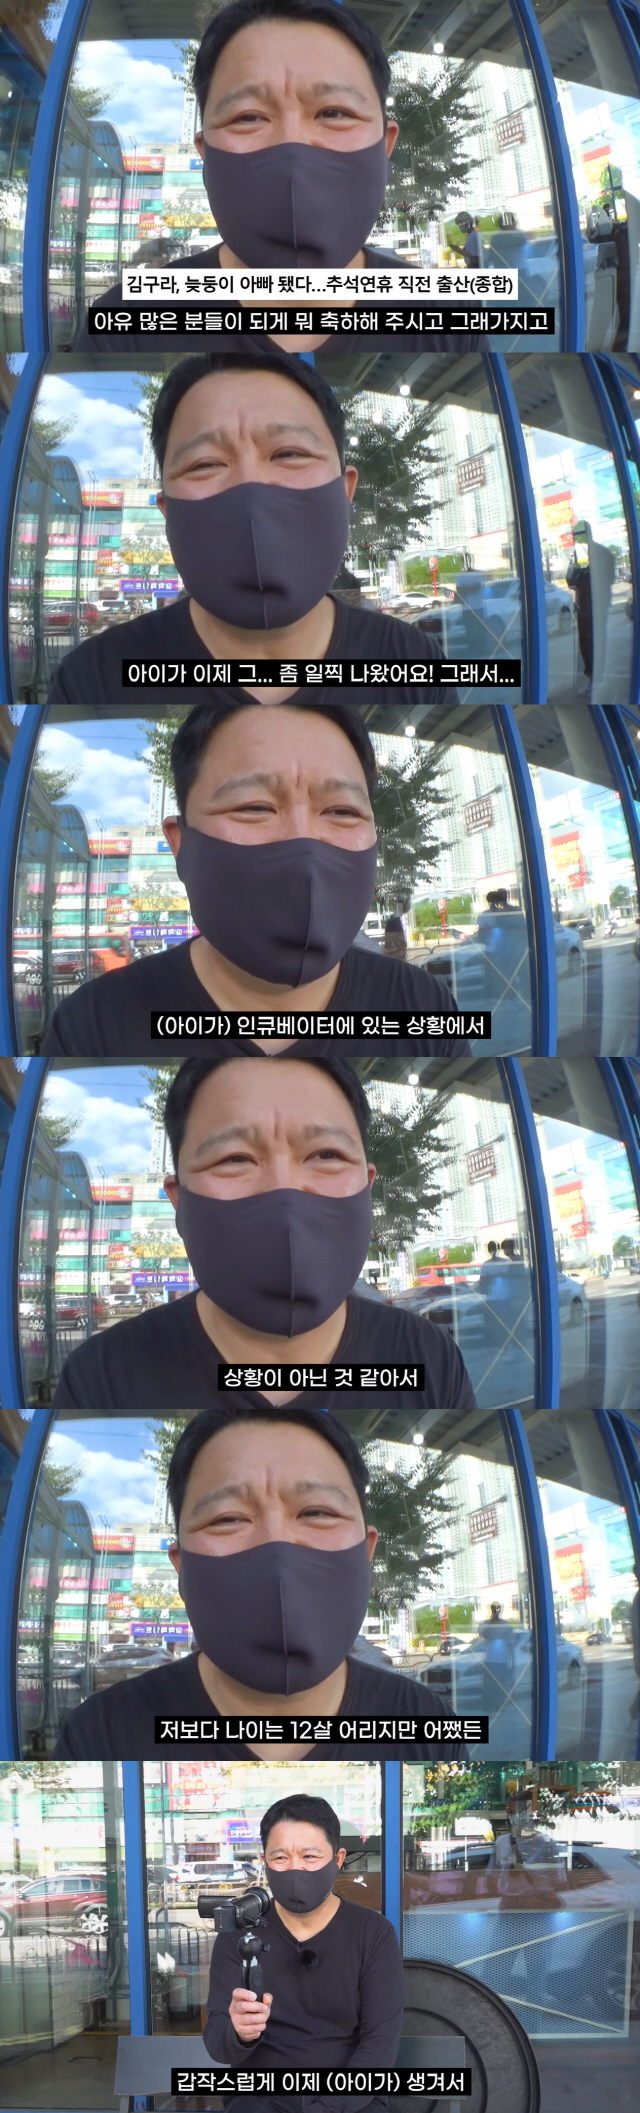 김구라, 늦둥이 아빠 됐다...추석연휴 직전 출산(종합)
아유 많은 분들이 되게 뭐 축하해 주시고 그래가지고
아이가 이제 그... 좀 일찍 나왔어요! 그래서...
(아이가) 인큐베이터에 있는 상황에서
상황이 아닌 것 같아서
저보다 나이는 12살 어리지만 어쨌든
갑작스럽게 이제 (아이가) 생겨서